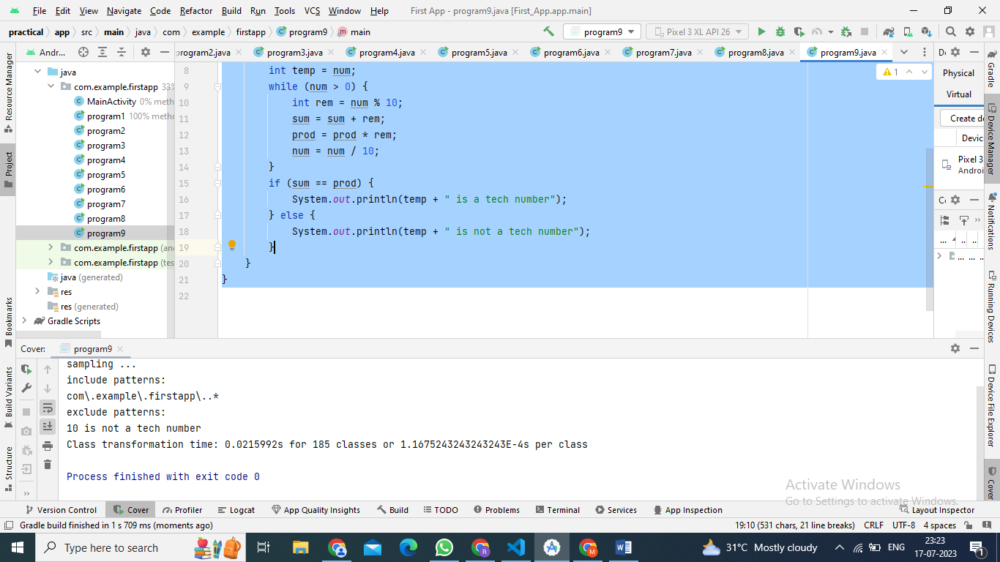 File Edit View Navigate Code Refactor Build Run Tools VCS Window Help First App - program9.java [First_App.app.main]
practical app src main java com example firstapp program9 main program9 Pixel 3 XL API 26
Andr... program2.java program3.java program4.java program5.java program6.java program7.java program8.java program9.java
Resource Manager
Project
Bookmarks
Build Variants
Structure
java
com.example.firstapp 33%
MainActivity 0% meth
program1 100% metho
program2
program3
program4
program5
program6
program7
program8
program9
com.example.firstapp (an
com.example.firstapp (tes
java (generated)
res
res (generated)
Gradle Scripts
8 int temp = num;
9 while (num > 0) {
10 int rem = num % 10;
11 sum = sum + rem;
12 prod = prod * rem;
13 num = num / 10;
14 }
15 if (sum == prod) {
16 System.out.println(temp + " is a tech number");
17 } else {
18 System.out.println(temp + " is not a tech number");
19 }
20 }
21 }
22
1
Physical
Virtual
Create de
Devic
Pixel 3
Androi
... .. ..
... ... ..
Gradle
Device Manager
Notifications
Running Devices
Device File Explorer
Cover
Cover: program9
sampling ...
include patterns:
com\.example\.firstapp\..*
exclude patterns:
10 is not a tech number
Class transformation time: 0.0215992s for 185 classes or 1.1675243243243243E-4s per class
Process finished with exit code 0
Activate Windows
Go to Settings to activate Windows.
Version Control Cover Profiler Logcat App Quality Insights Build TODO Problems Terminal Services App Inspection Layout Inspector
Gradle build finished in 1 s 709 ms (moments ago) 19:10 (531 chars, 21 line breaks) CRLF UTF-8 4 spaces
Type here to search 31°C Mostly cloudy ENG 23:23
17-07-2023 1